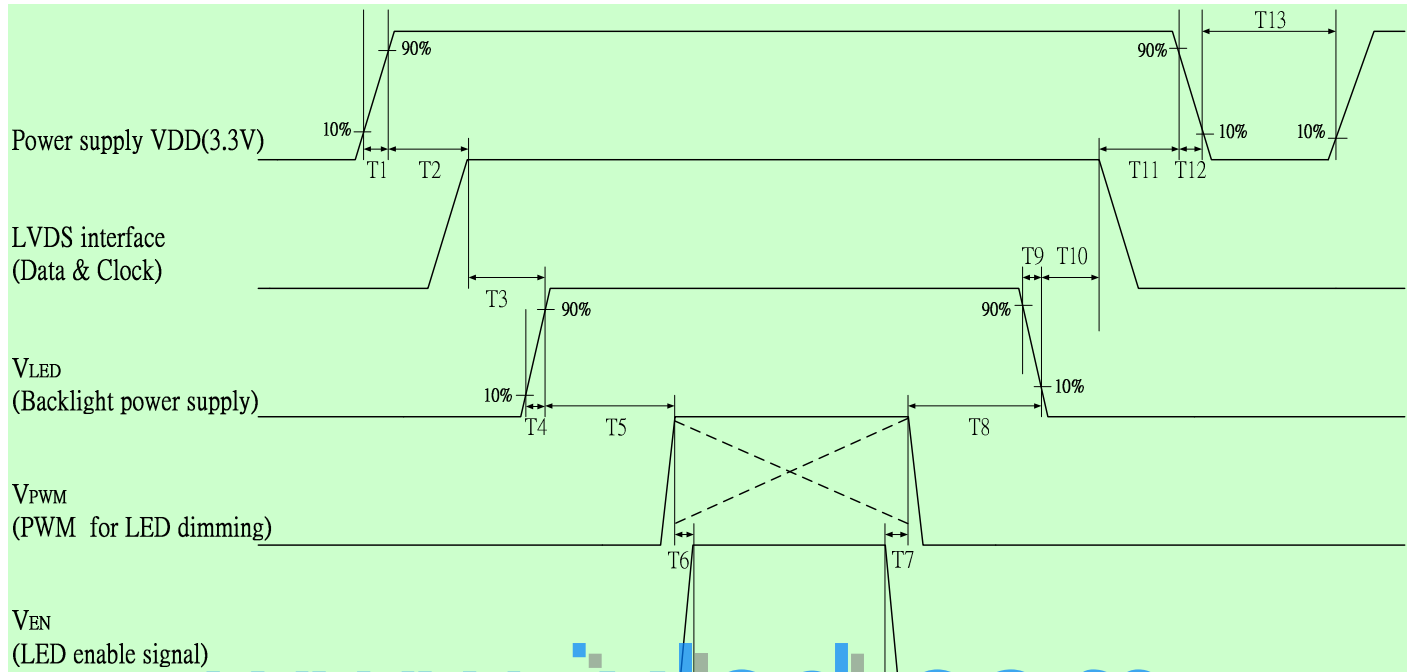 T13
90%
90%
10%
10%
10%
Power supply VDD(3.3V)
T1
T2
T11
T12
LVDS interface
(Data & Clock)
T9
T10
T3
90%
90%
VLED
(Backlight power supply)
10%
10%
T4
T5
T8
VPWM
(PWM for LED dimming)
T6
T7
VEN
(LED enable signal)